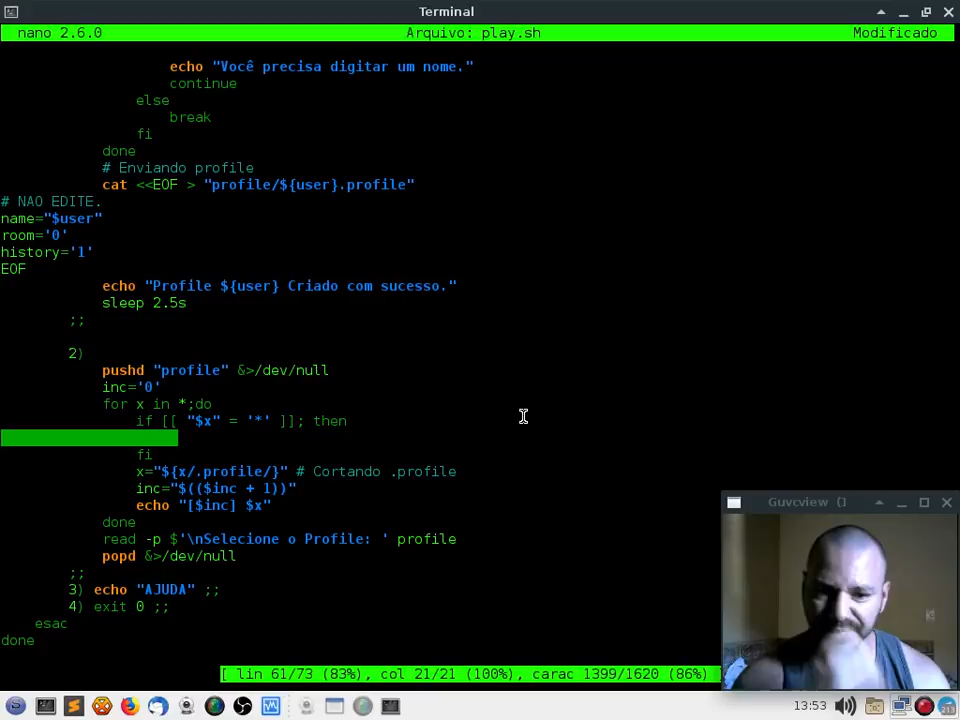 Terminal
nano 2.6.0 Arquivo: play.sh Modificado
echo "Você precisa digitar um nome."
continue
else
break
fi
done
# Enviando profile
cat <<EOF > "profile/${user}.profile"
# NAO EDITE.
name="$user"
room='0'
history='1'
EOF
echo "Profile ${user} Criado com sucesso."
sleep 2.5s
;;
2)
pushd "profile" &>/dev/null
inc='0'
for x in *;do
if [[ "$x" = '*' ]]; then
fi
x="${x/.profile/}" # Cortando .profile
inc="$(($inc + 1))"
echo "[$inc] $x"
done
read -p $'\nSelecione o Profile: ' profile
popd &>/dev/null
;;
3) echo "AJUDA" ;;
4) exit 0 ;;
esac
done
[ lin 61/73 (83%), col 21/21 (100%), carac 1399/1620 (86%) ]
Guvcview (]
13:53
213